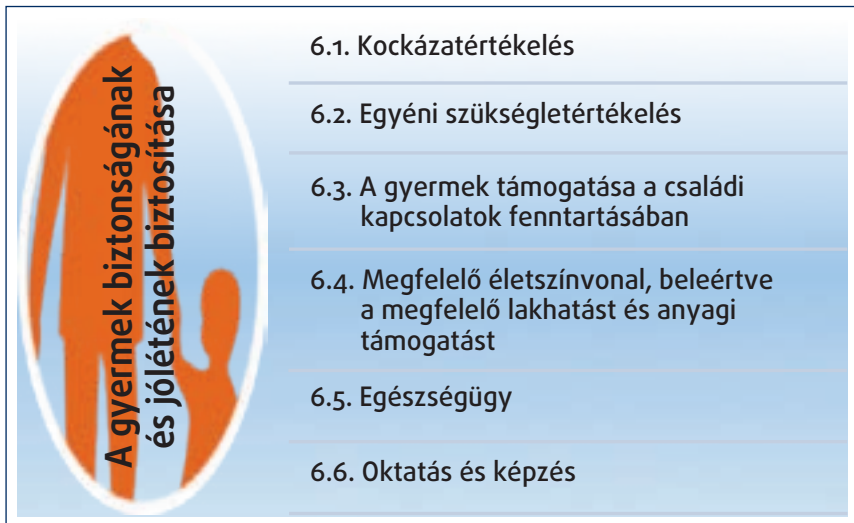 A gyermek biztonságának
és jólétének biztosítása
6.1. Kockázatértékelés
6.2. Egyéni szükségletértékelés
6.3. A gyermek támogatása a családi
kapcsolatok fenntartásában
6.4. Megfelelő életszínvonal, beleértve
a megfelelő lakhatást és anyagi
támogatást
6.5. Egészségügy
6.6. Oktatás és képzés